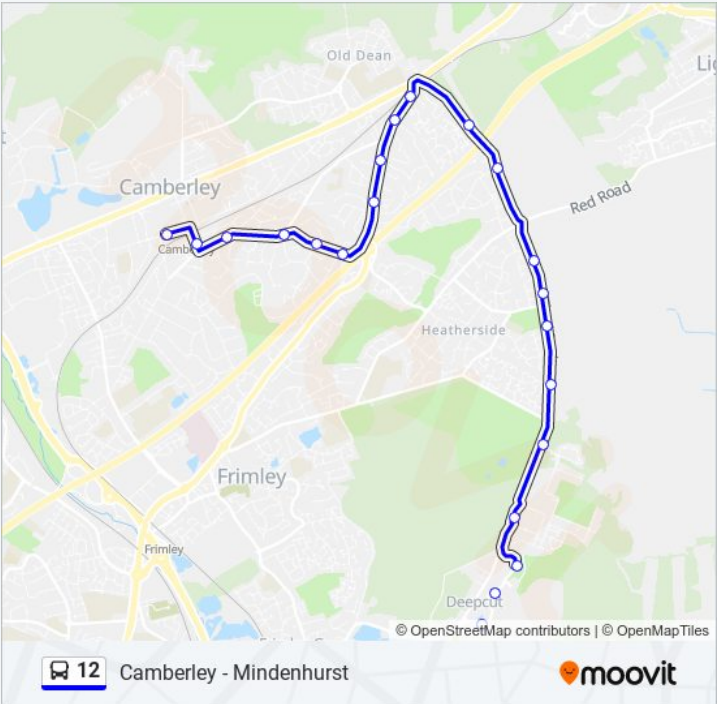 Old Dean
Lig
Camberley
Red Road
Camberley
Heatherside
Frimley
Frimley
Deepcut
© OpenStreetMap contributors | © OpenMapTiles
12 Camberley - Mindenhurst
moovit